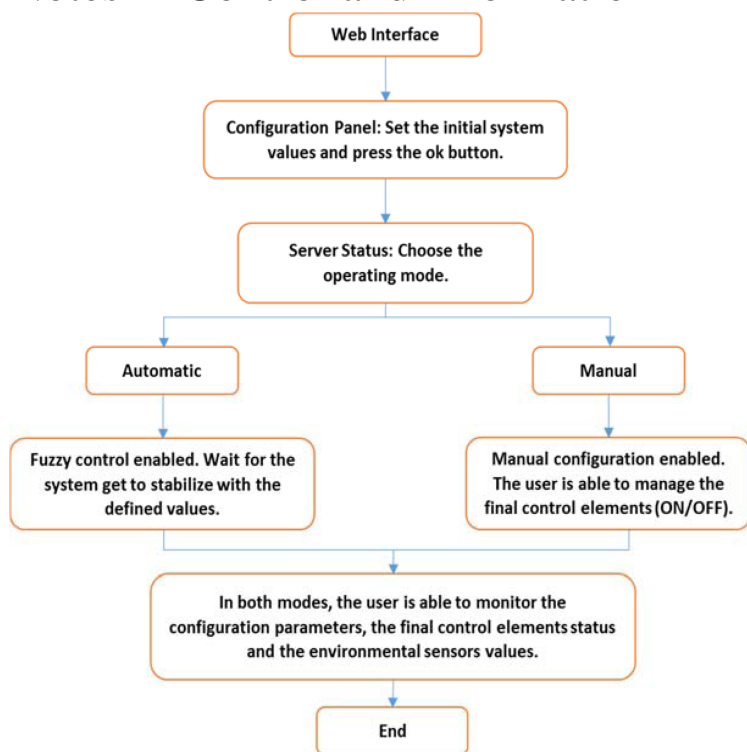 Web Interface
Configuration Panel: Set the initial system
values and press the ok button.
Server Status: Choose the
operating mode.
Automatic
Manual
Fuzzy control enabled. Wait for the
system get to stabilize with the
defined values.
Manual configuration enabled.
The user is able to manage the
final control elements (ON/OFF).
In both modes, the user is able to monitor the
configuration parameters, the final control elements status
and the environmental sensors values.
End